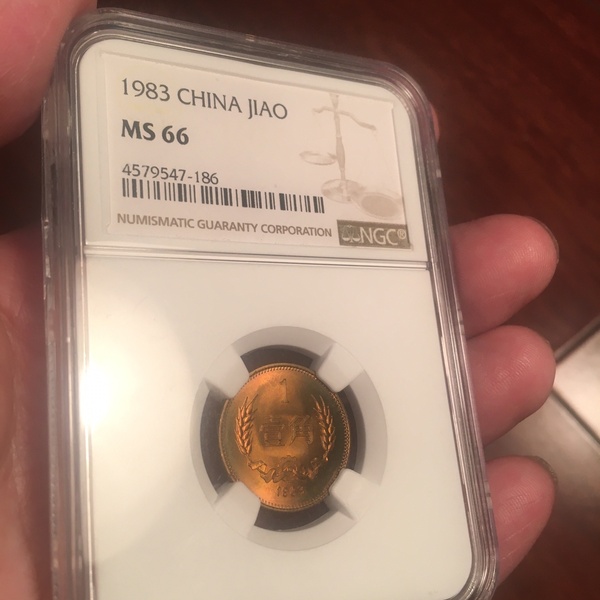 1983 CHINA JIAO
MS 66
4579547-186
NUMISMATIC GUARANTY CORPORATION
NGC®
1
壹角